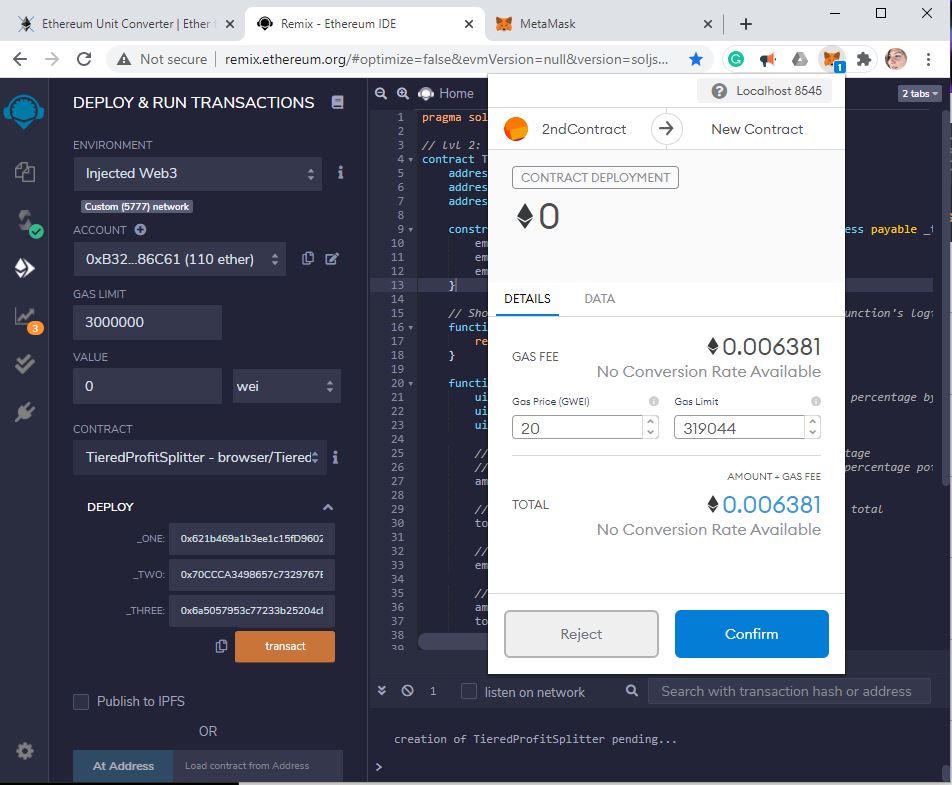 Ethereum Unit Converter | Ether t
Remix - Ethereum IDE
MetaMask
Not secure
remix.ethereum.org/#optimize=false&evmVersion=null&version=soljs...
1
DEPLOY & RUN TRANSACTIONS
ENVIRONMENT
Injected Web3
Custom (5777) network
ACCOUNT
0xB32...86C61 (110 ether)
GAS LIMIT
3000000
VALUE
0
wei
CONTRACT
TieredProfitSplitter - browser/Tiered
DEPLOY
_ONE:
0x621b469a1b3ee1c15fD9602
_TWO:
0x70CCCA3498657c7329767E
_THREE:
0x6a5057953c77233b25204cl
transact
Publish to IPFS
OR
At Address
Load contract from Address
3
Home
2 tabs
1 pragma sol
2
3 // lvl 2:
4 contract T
5 addres
6 addres
7 addres
8
9 constr
ess payable _t
10 em
11 em
12 em
13 }
14
15 // Sho
unction's logi
16 functi
17 re
18 }
19
20 functi
21 ui
percentage by
22 ui
23 ui
24
25 //
tage
26 //
percentage po
27 am
28
29 //
total
30 to
31
32 //
33 em
34
35 //
36 am
37 to
38
39
Localhost 8545
2ndContract
New Contract
CONTRACT DEPLOYMENT
0
DETAILS
DATA
GAS FEE
0.006381
No Conversion Rate Available
Gas Price (GWEI)
Gas Limit
20
319044
AMOUNT + GAS FEE
TOTAL
0.006381
No Conversion Rate Available
Reject
Confirm
1
listen on network
Search with transaction hash or address
creation of TieredProfitSplitter pending...
>